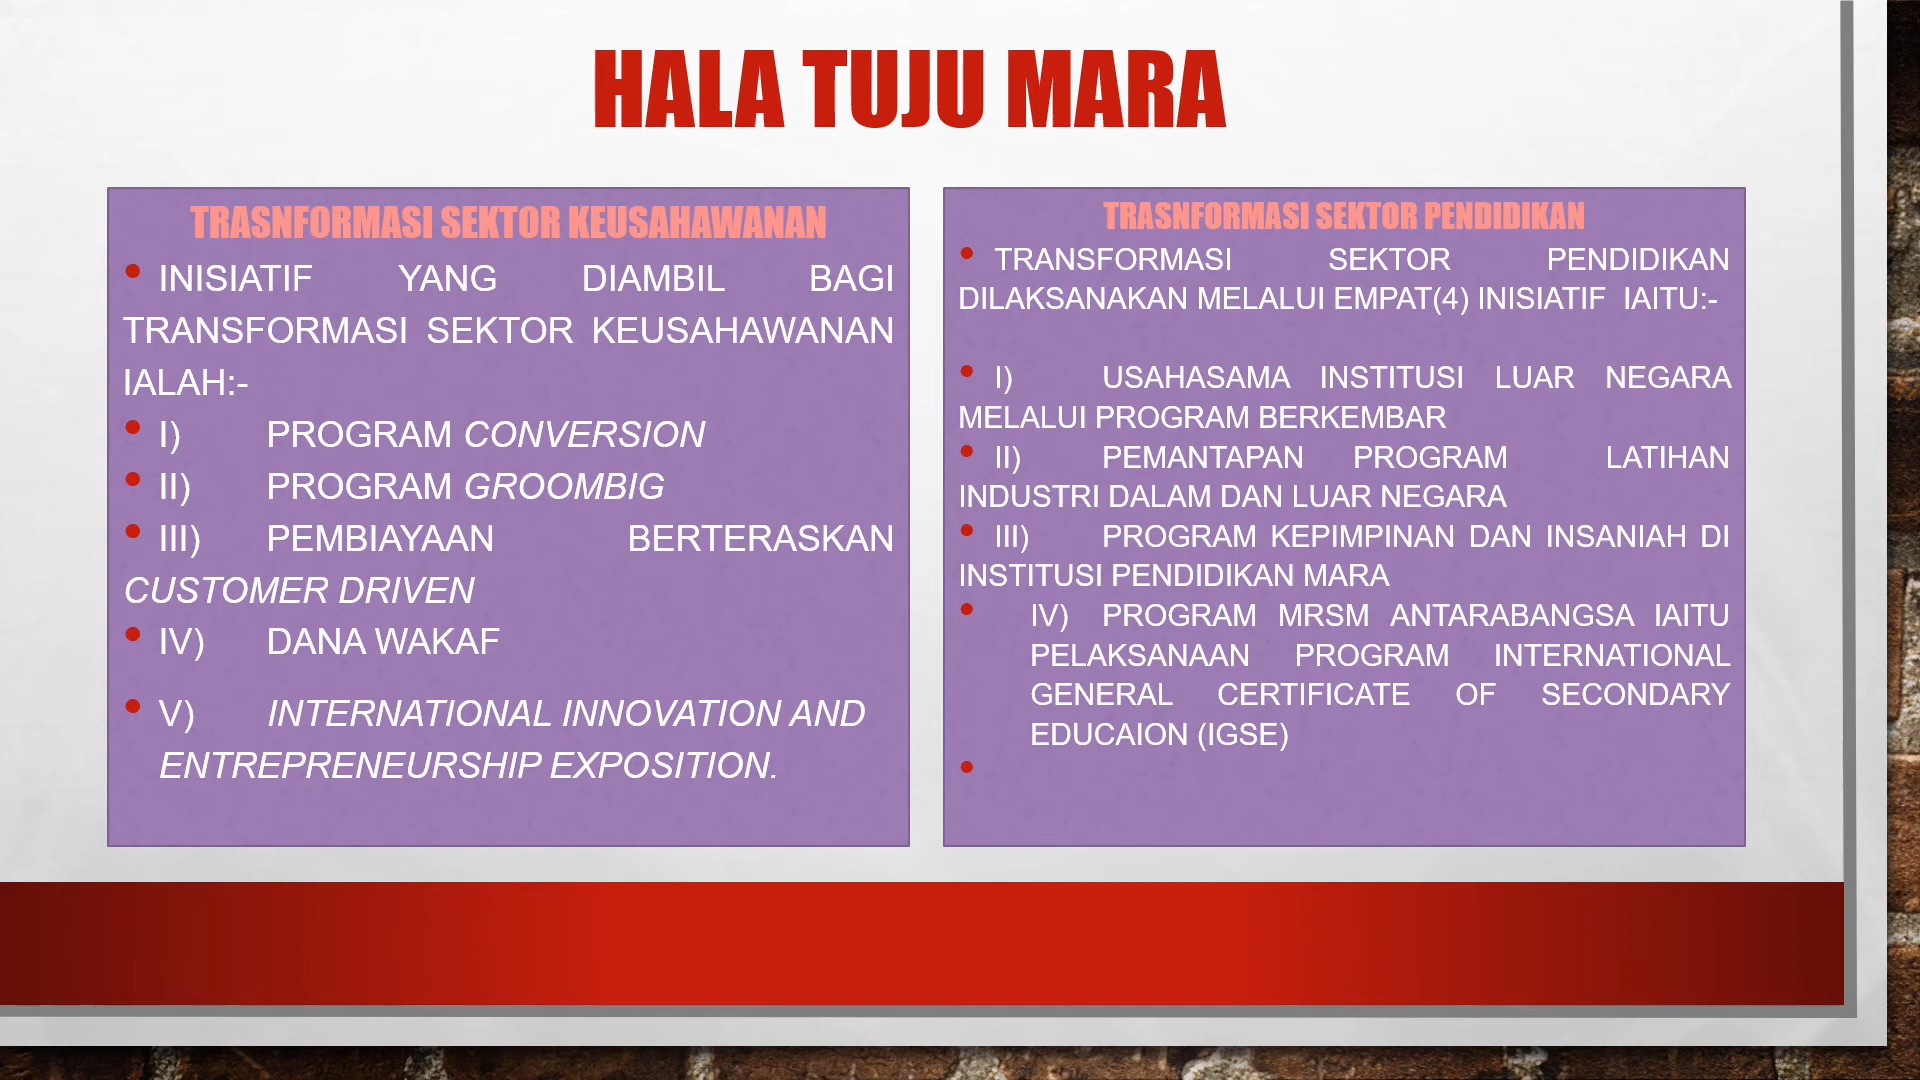 HALA TUJU MARA
TRASNFORMASI SEKTOR KEUSAHAWANAN
• INISIATIF YANG DIAMBIL BAGI
TRANSFORMASI SEKTOR KEUSAHAWANAN
IALAH:-
• I) PROGRAM CONVERSION
• II) PROGRAM GROOMBIG
• III) PEMBIAYAAN BERTERASKAN
CUSTOMER DRIVEN
• IV) DANA WAKAF
• V) INTERNATIONAL INNOVATION AND
ENTREPRENEURSHIP EXPOSITION.
TRASNFORMASI SEKTOR PENDIDIKAN
• TRANSFORMASI SEKTOR PENDIDIKAN
DILAKSANAKAN MELALUI EMPAT(4) INISIATIF IAITU:-
• I) USAHASAMA INSTITUSI LUAR NEGARA
MELALUI PROGRAM BERKEMBAR
• II) PEMANTAPAN PROGRAM LATIHAN
INDUSTRI DALAM DAN LUAR NEGARA
• III) PROGRAM KEPIMPINAN DAN INSANIAH DI
INSTITUSI PENDIDIKAN MARA
• IV) PROGRAM MRSM ANTARABANGSA IAITU
PELAKSANAAN PROGRAM INTERNATIONAL
GENERAL CERTIFICATE OF SECONDARY
EDUCAION (IGSE)
•